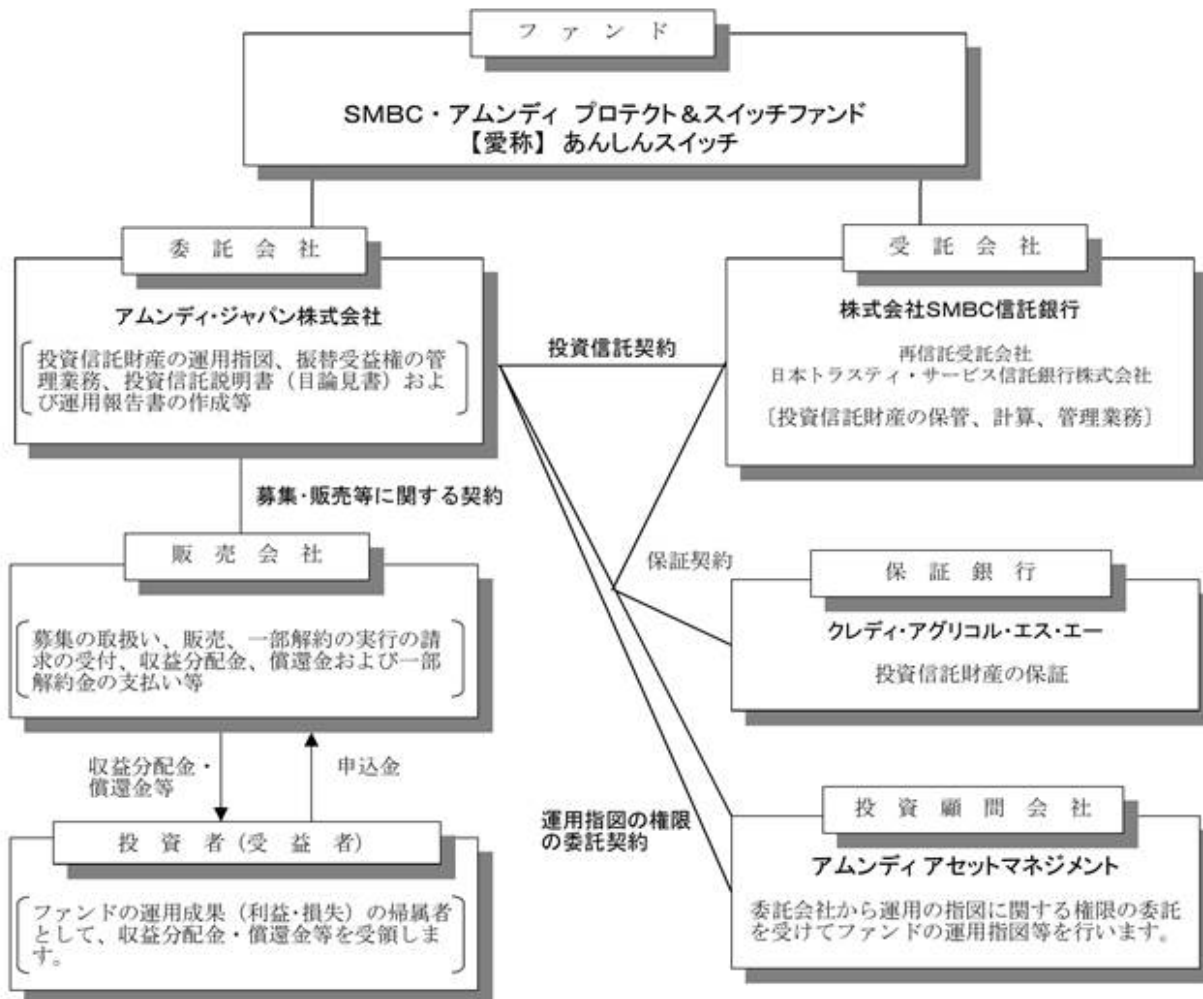 ファンド
SMBC・アムンディ プロテクト&スイッチファンド
【愛称】 あんしんスイッチ
委託会社
アムンディ・ジャパン株式会社
投資信託財産の運用指図、振替受益権の管
理業務、投資信託説明書（目論見書）およ
び運用報告書の作成等
受託会社
株式会社SMBC信託銀行
再信託受託会社
日本トラスティ・サービス信託銀行株式会社
〔投資信託財産の保管、計算、管理業務〕
投資信託契約
募集・販売等に関する契約
販売会社
募集の取扱い、販売、一部解約の実行の請
求の受付、収益分配金、償還金および一部
解約金の支払い等
保証契約
保証銀行
クレディ・アグリコル・エス・エー
投資信託財産の保証
収益分配金・
償還金等
申込金
運用指図の権限
の委託契約
投資者(受益者)
ファンドの運用成果（利益・損失）の帰属者
として、収益分配金・償還金等を受領しま
す。
投資顧問会社
アムンディ アセットマネジメント
委託会社から運用の指図に関する権限の委託
を受けてファンドの運用指図等を行います。